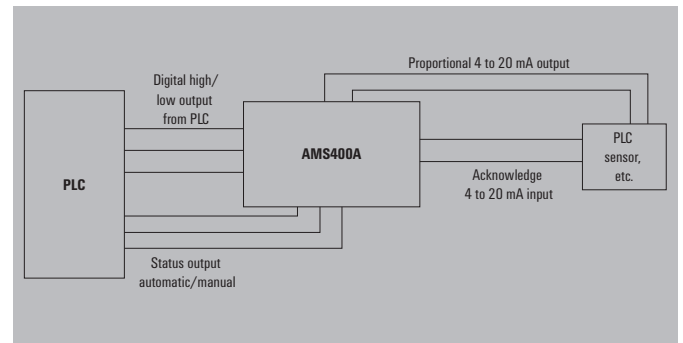 Proportional 4 to 20 mA output
Digital high/
low output
from PLC
PLC
AMS400A
PLC
sensor,
etc.
Acknowledge
4 to 20 mA input
Status output
automatic/manual